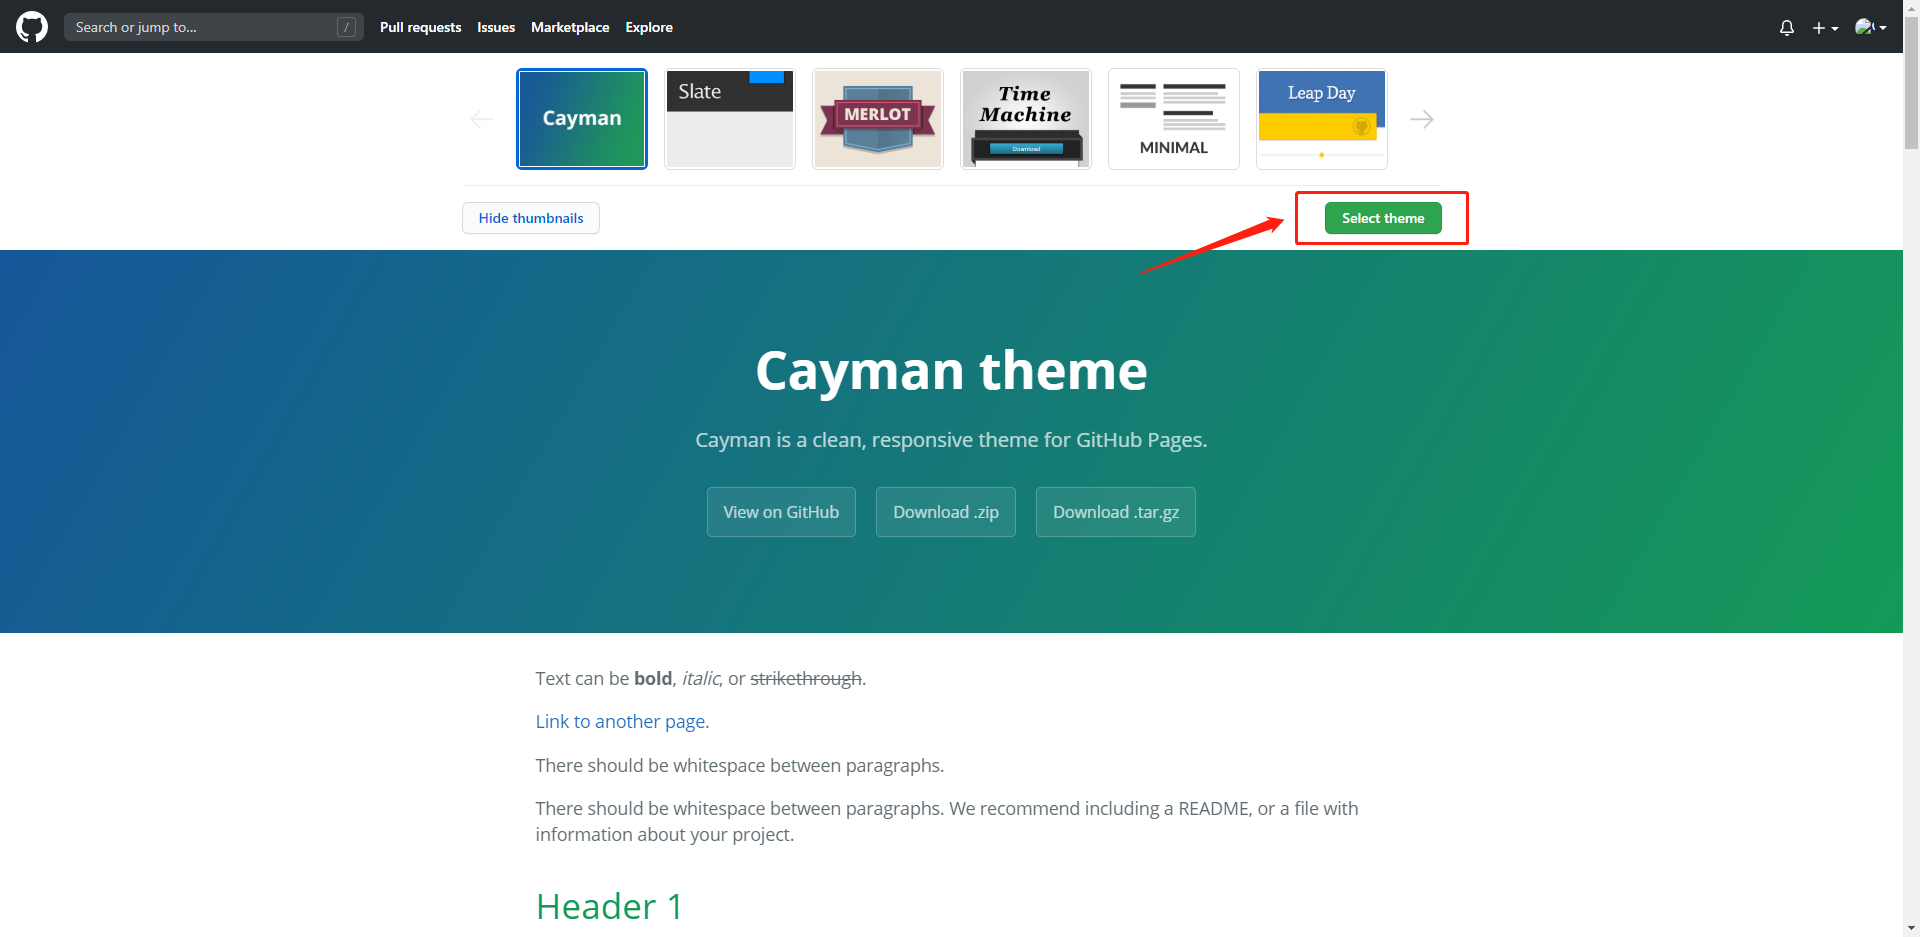 Search or jump to... /
Pull requests Issues Marketplace Explore
Cayman
Slate
MERLOT
Time
Machine
Download
MINIMAL
Leap Day
Hide thumbnails
Select theme
Cayman theme
Cayman is a clean, responsive theme for GitHub Pages.
View on GitHub
Download .zip
Download .tar.gz
Text can be bold, italic, or strikethrough.
Link to another page.
There should be whitespace between paragraphs.
There should be whitespace between paragraphs. We recommend including a README, or a file with
information about your project.
Header 1